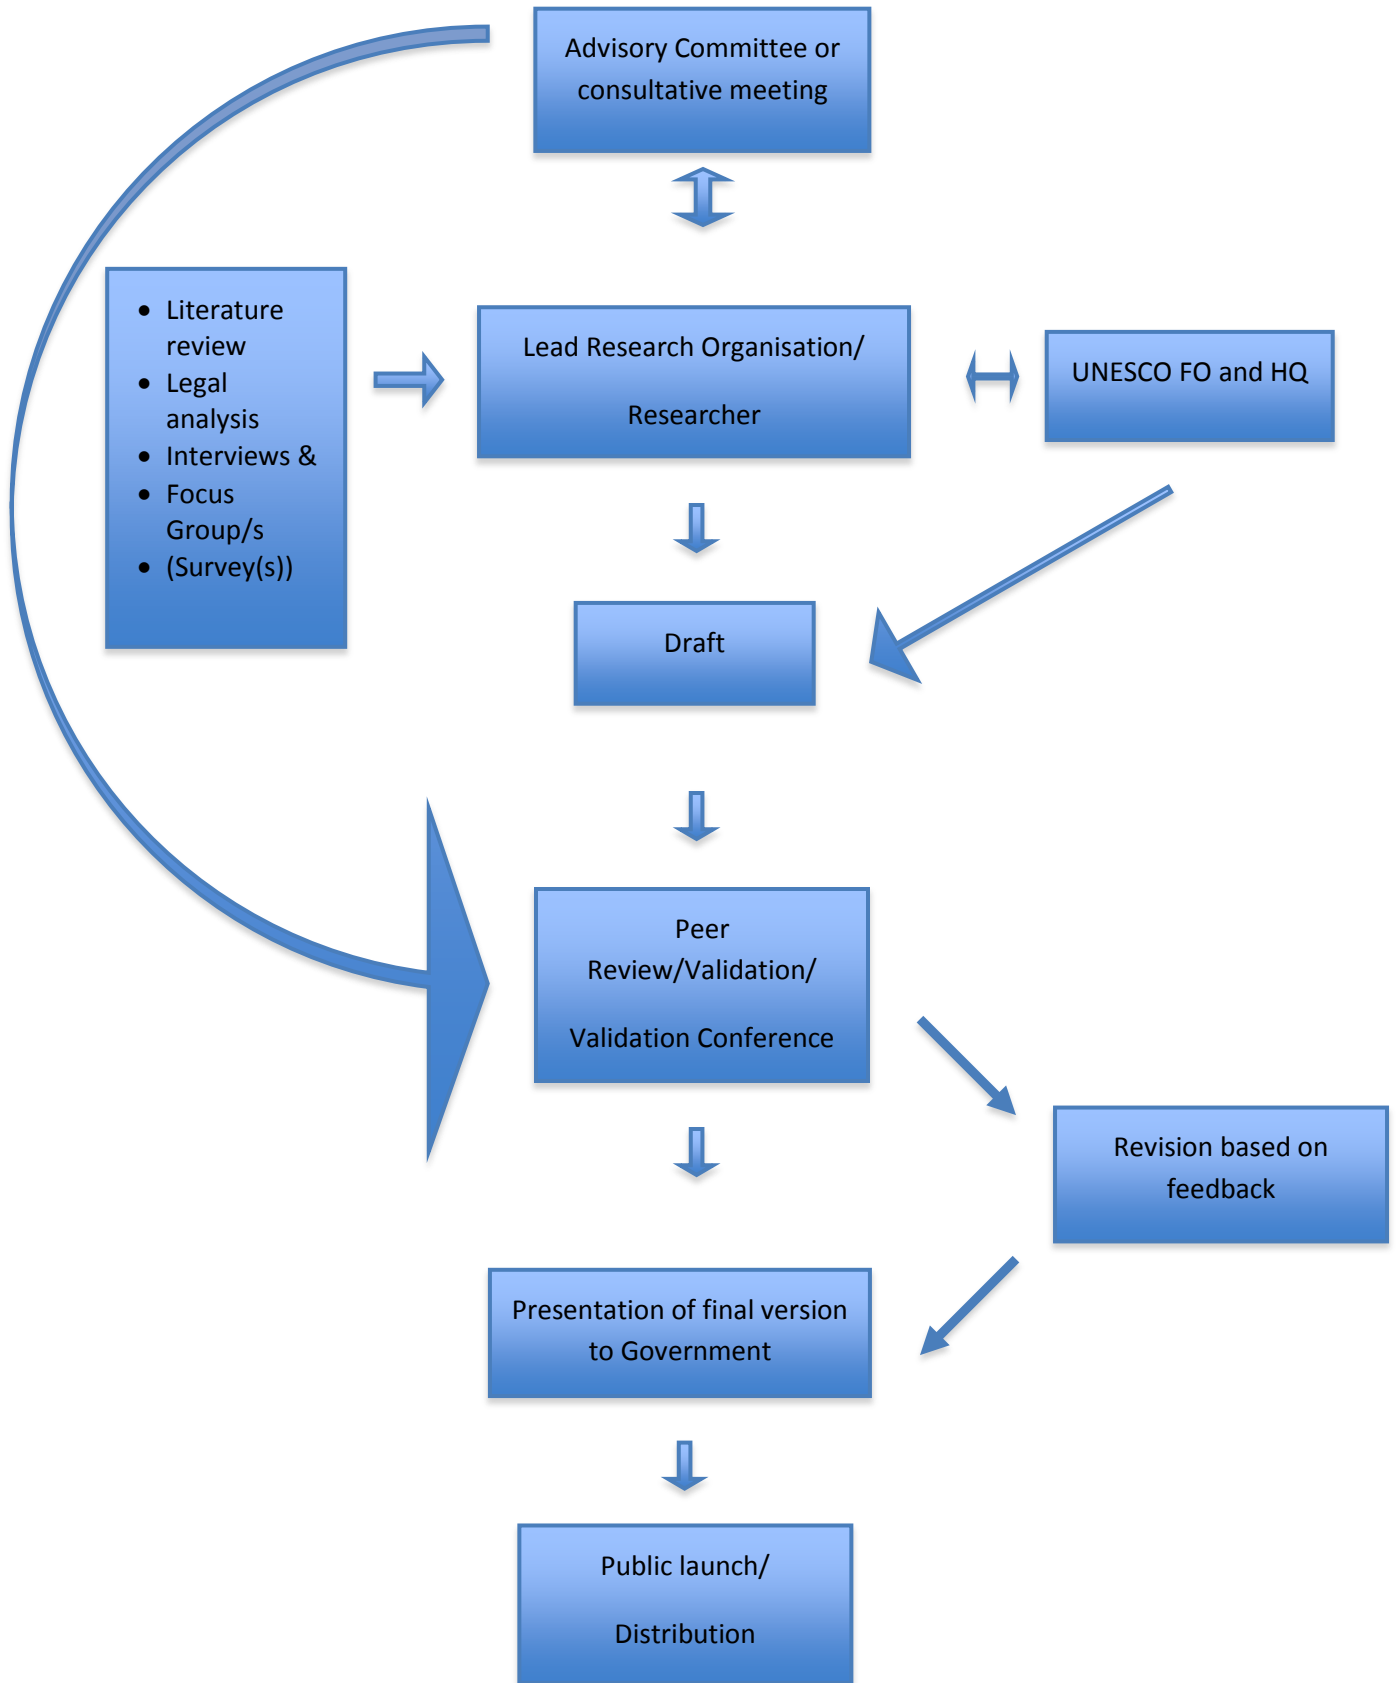 Advisory Committee or
consultative meeting
• Literature
review
• Legal
analysis
• Interviews &
• Focus
Group/s
• (Survey(s))
Lead Research Organisation/
Researcher
UNESCO FO and HQ
Draft
Peer
Review/Validation/
Validation Conference
Revision based on
feedback
Presentation of final version
to Government
Public launch/
Distribution